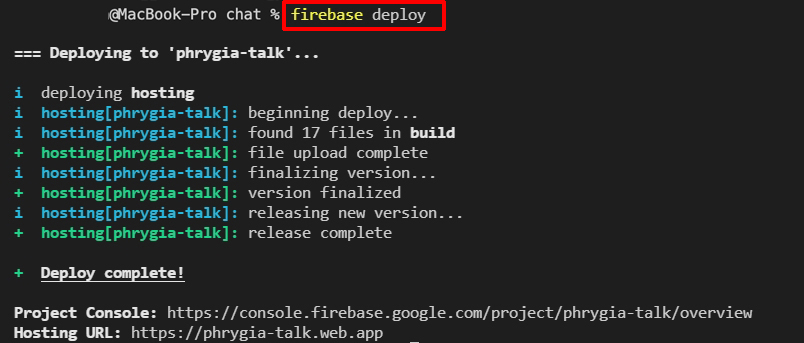 @MacBook-Pro chat % firebase deploy
=== Deploying to 'phrygia-talk'...
i deploying hosting
i hosting[phrygia-talk]: beginning deploy...
i hosting[phrygia-talk]: found 17 files in build
+ hosting[phrygia-talk]: file upload complete
i hosting[phrygia-talk]: finalizing version...
+ hosting[phrygia-talk]: version finalized
i hosting[phrygia-talk]: releasing new version...
+ hosting[phrygia-talk]: release complete
+ Deploy complete!
Project Console: https://console.firebase.google.com/project/phrygia-talk/overview
Hosting URL: https://phrygia-talk.web.app